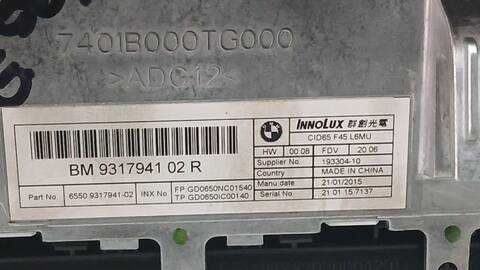 7401B000TG000
>ADC12<
BM 9317941 02 R
Part No. 6550 9317941-02 INX No FP GD0650NC01540
TP GD0650IC00140
INNOLUX 群創光電
CID65 F45 L6MU
HW 00 08 FDV 20 06
Supplier No. 193304-10
Country MADE IN CHINA
Manu date 21/01/2015
Serial No. 21 01 15 7137